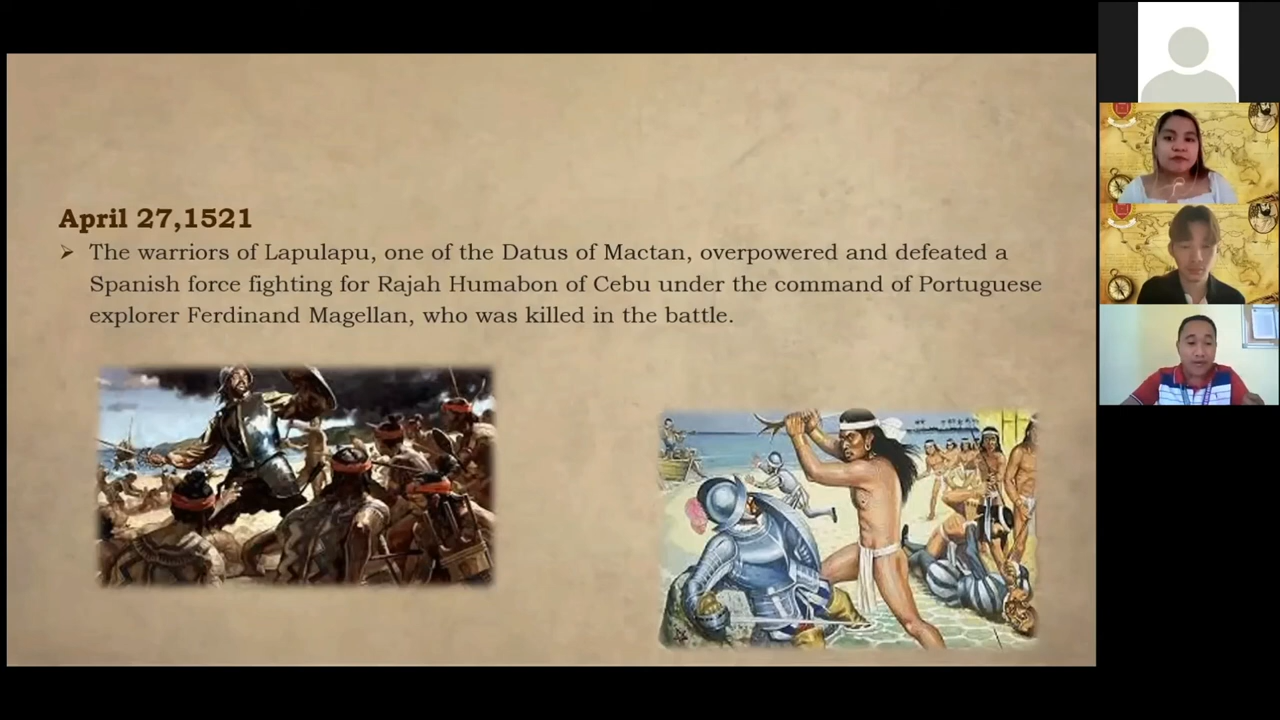 April 27,1521
➢ The warriors of Lapulapu, one of the Datus of Mactan, overpowered and defeated a
Spanish force fighting for Rajah Humabon of Cebu under the command of Portuguese
explorer Ferdinand Magellan, who was killed in the battle.